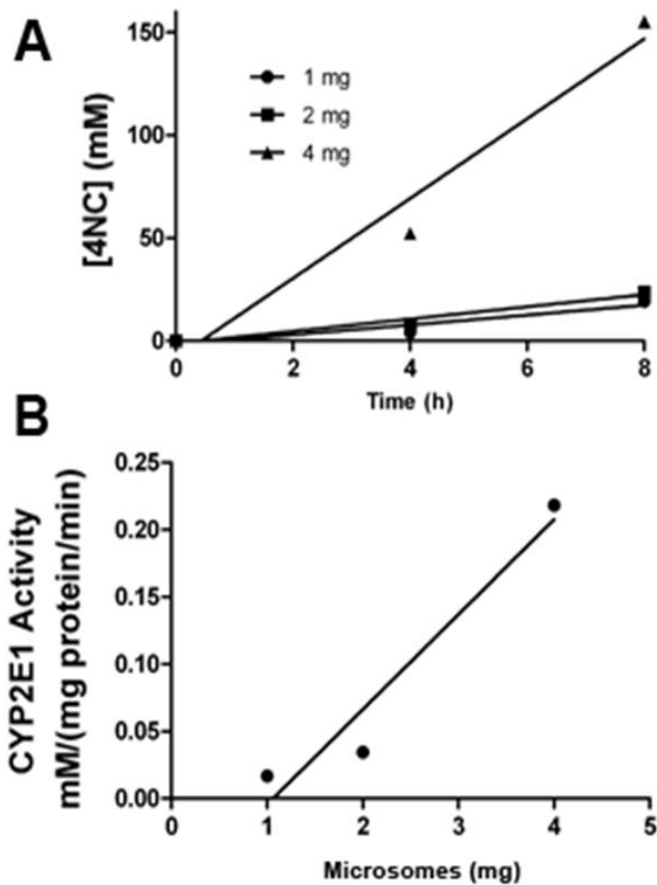 A
[4NC] (mM)
150
100
50
0
1 mg
2 mg
4 mg
0 2 4 6 8
Time (h)
B
CYP2E1 Activity
mM/(mg protein/min)
0.25
0.20
0.15
0.10
0.05
0.00
0 1 2 3 4 5
Microsomes (mg)